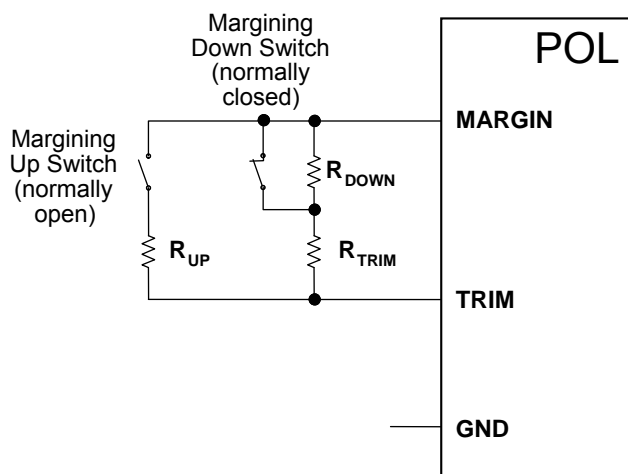 Margining
Down Switch
(normally
closed)
POL
MARGIN
Margining
Up Switch
(normally
open)
RDOWN
RUP
RTRIM
TRIM
GND